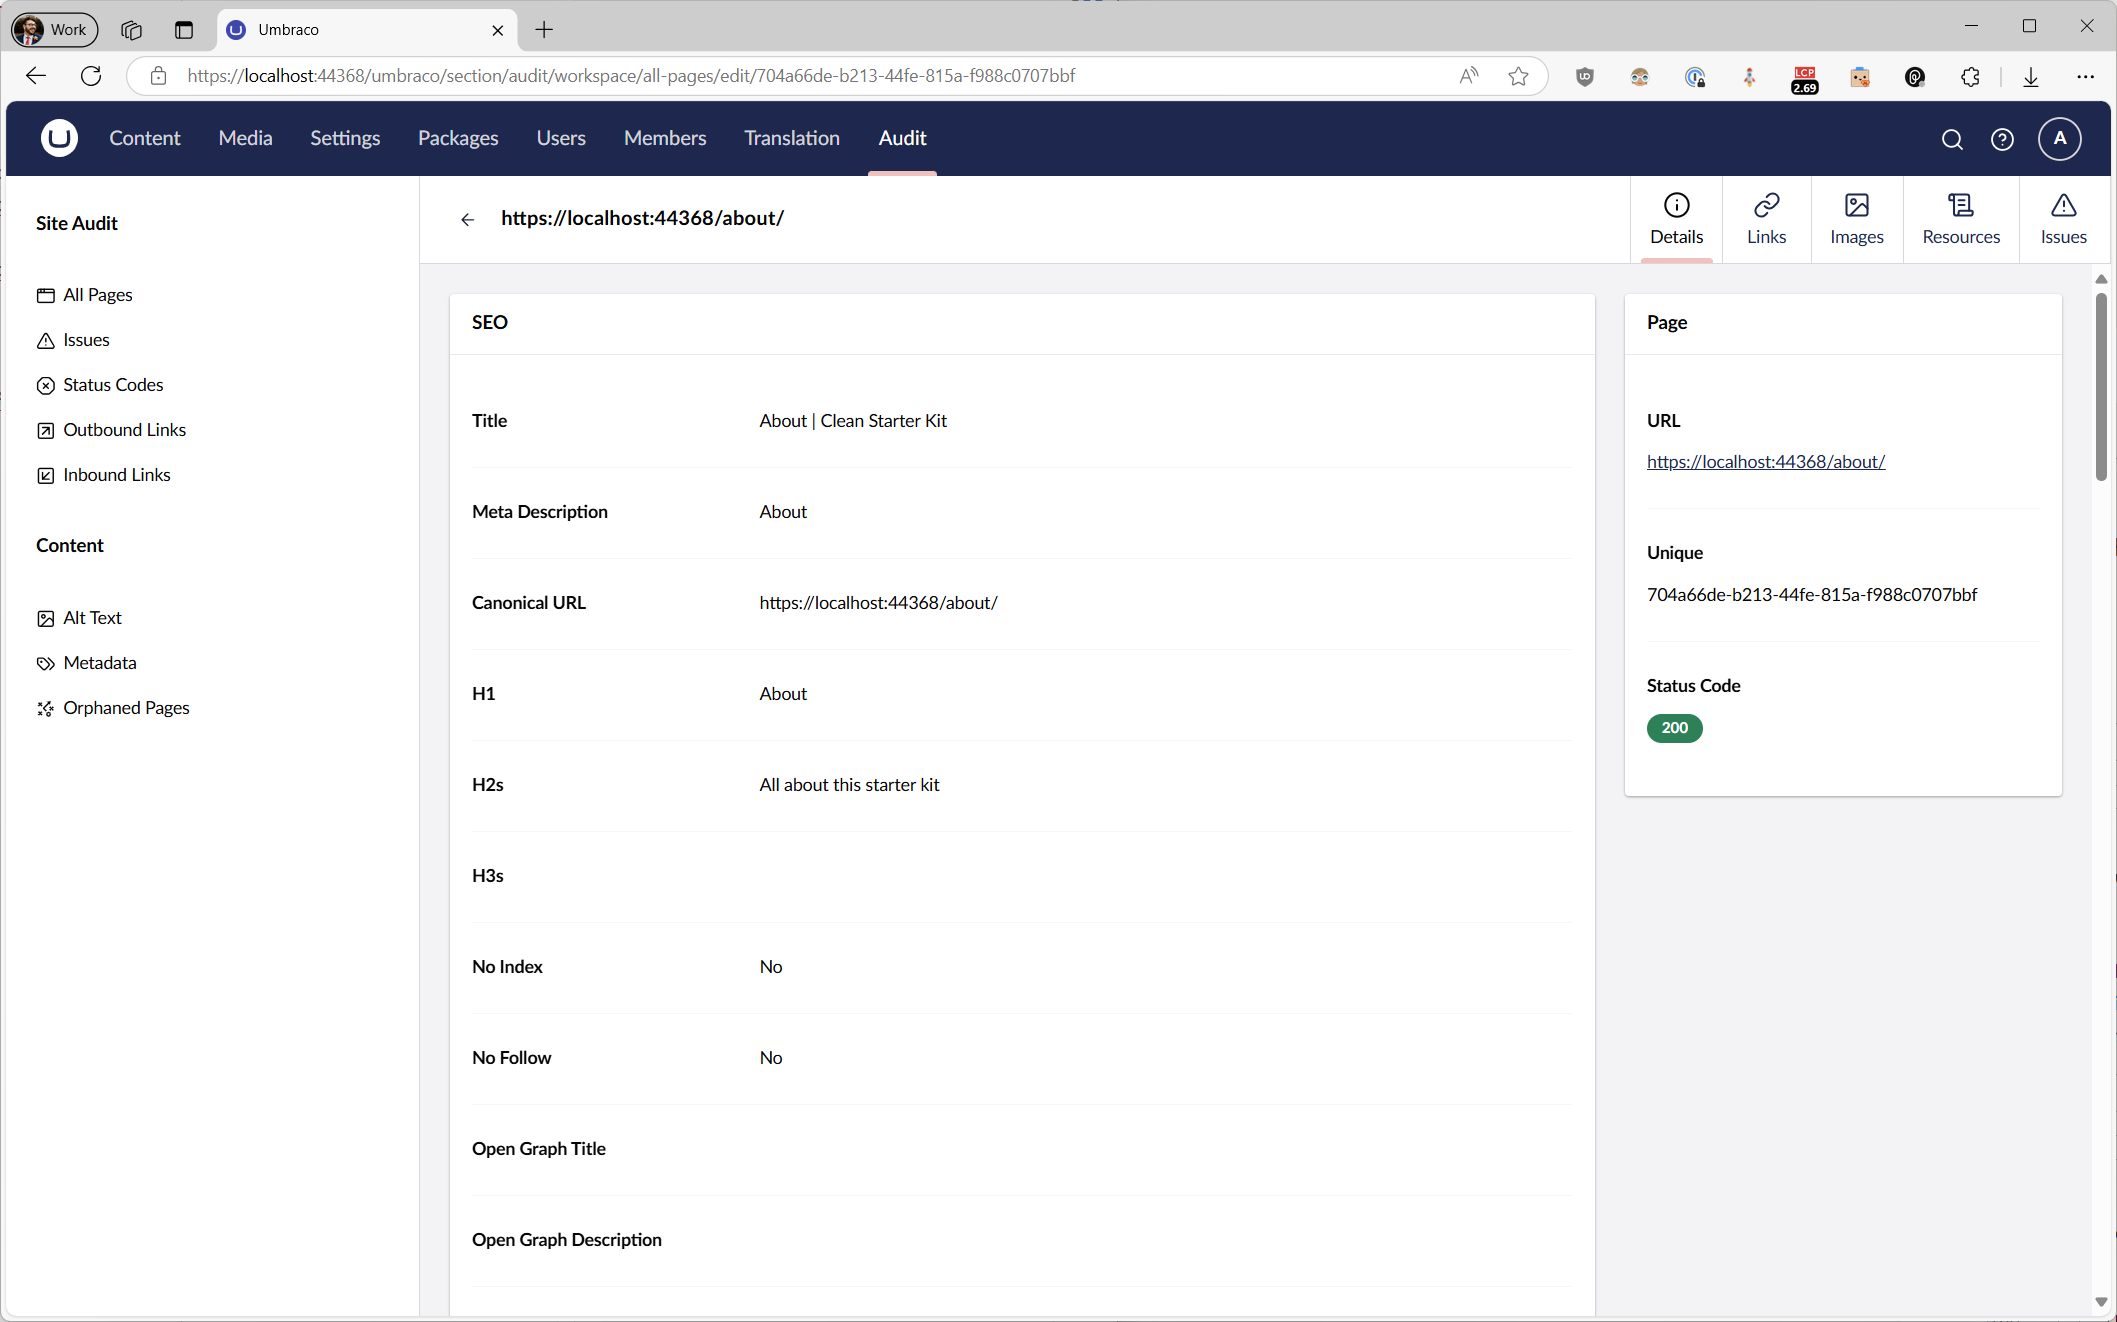 Work
Umbraco
https://localhost:44368/umbraco/section/audit/workspace/all-pages/edit/704a66de-b213-44fe-815a-f988c0707bbf
LCP
2.69
Content Media Settings Packages Users Members Translation Audit
A
Site Audit
All Pages
Issues
Status Codes
Outbound Links
Inbound Links
Content
Alt Text
Metadata
Orphaned Pages
https://localhost:44368/about/
Details Links Images Resources Issues
SEO
Title About | Clean Starter Kit
Meta Description About
Canonical URL https://localhost:44368/about/
H1 About
H2s All about this starter kit
H3s
No Index No
No Follow No
Open Graph Title
Open Graph Description
Page
URL
https://localhost:44368/about/
Unique
704a66de-b213-44fe-815a-f988c0707bbf
Status Code
200